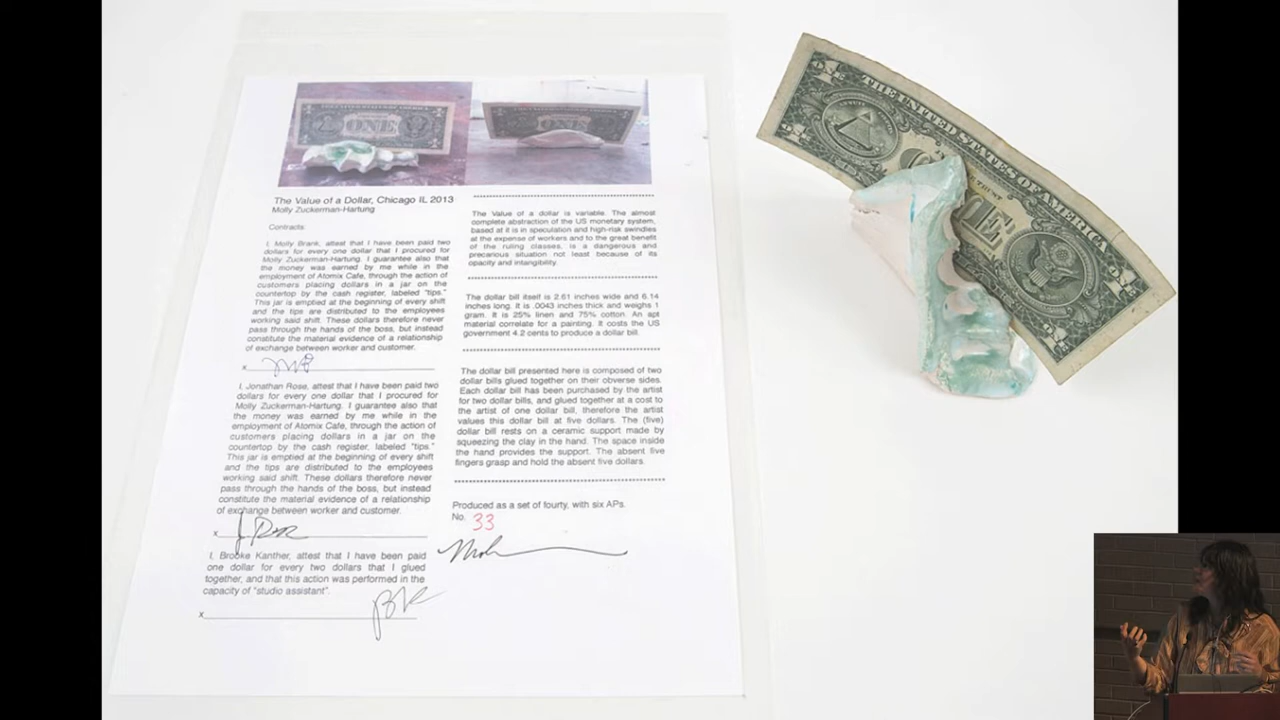 The Value of a Dollar, Chicago IL 2013
Molly Zuckerman-Hartung
Contracts:
I, Molly Brank, attest that I have been paid two
dollars for every one dollar that I procured for
Molly Zuckerman-Hartung. I guarantee also that
the money was earned by me while in the
employment of Atomix Cafe, through the action of
customers placing dollars in a jar on the
countertop by the cash register, labeled "tips."
This jar is emptied at the beginning of every shift
and the tips are distributed to the employees
working said shift. These dollars therefore never
pass through the hands of the boss, but instead
constitute the material evidence of a relationship
of exchange between worker and customer.
x
I, Jonathan Rose, attest that I have been paid two
dollars for every one dollar that I procured for
Molly Zuckerman-Hartung. I guarantee also that
the money was earned by me while in the
employment of Atomix Cafe, through the action of
customers placing dollars in a jar on the
countertop by the cash register, labeled "tips."
This jar is emptied at the beginning of every shift
and the tips are distributed to the employees
working said shift. These dollars therefore never
pass through the hands of the boss, but instead
constitute the material evidence of a relationship
of exchange between worker and customer.
x
I, Brooke Kanther, attest that I have been paid
one dollar for every two dollars that I glued
together, and that this action was performed in the
capacity of "studio assistant".
x
The Value of a dollar is variable. The almost
complete abstraction of the US monetary system,
based at it is in speculation and high-risk swindles
at the expense of workers and to the great benefit
of the ruling classes, is a dangerous and
precarious situation not least because of its
opacity and intangibility.
The dollar bill itself is 2.61 inches wide and 6.14
inches long. It is .0043 inches thick and weighs 1
gram. It is 25% linen and 75% cotton. An apt
material correlate for a painting. It costs the US
government 4.2 cents to produce a dollar bill.
The dollar bill presented here is composed of two
dollar bills glued together on their obverse sides.
Each dollar bill has been purchased by the artist
for two dollar bills, and glued together at a cost
to the artist of one dollar bill, therefore the artist
values this dollar bill at five dollars. The (five)
dollar bill rests on a ceramic support made by
squeezing the clay in the hand. The space inside
the hand provides the support. The absent five
fingers grasp and hold the absent five dollars.
Produced as a set of fourty, with six APs.
No. 33
ONE
ONE
THE UNITED STATES OF AMERICA